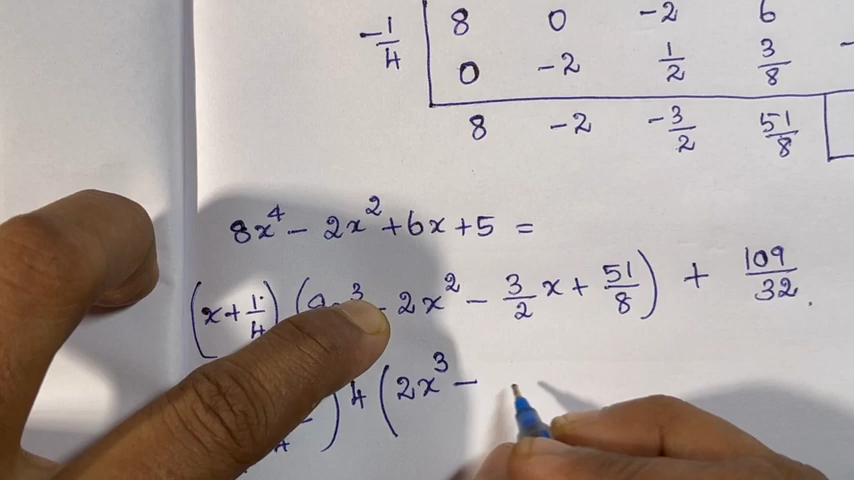 -1/4 | 8 0 -2 6
0 -2 1/2 3/8 -
8 -2 -3/2 51/8
8x⁴ - 2x² + 6x + 5 =
(x + 1/4) ( x³ - 2x² - 3/2 x + 51/8) + 109/32.
) 4 (2x³ -